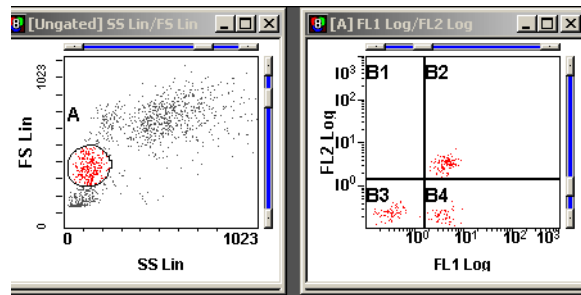 [Ungated] SS Lin/FS Lin
1023
A
FS Lin
0
0
1023
SS Lin
[A] FL1 Log/FL2 Log
10³
B1
B2
10²
FL2 Log
10¹
10⁰
B3
B4
10⁰
10¹
10²
10³
FL1 Log